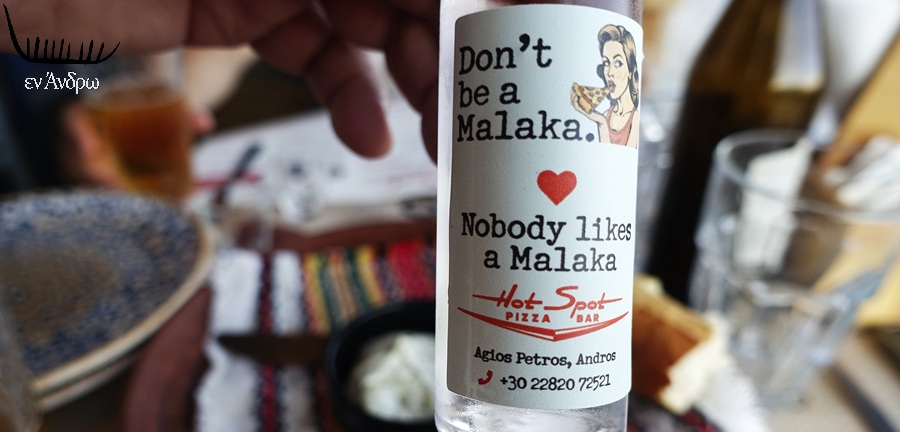 εν Άνδρω
Don't
be a
Malaka.
Nobody likes
a Malaka
Hot Spot
PIZZA BAR
Agios Petros, Andros
+30 22820 72521